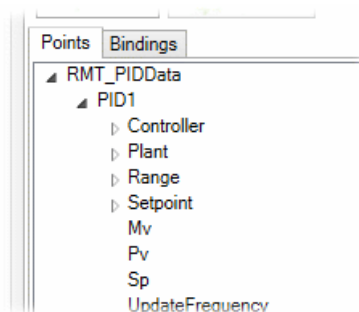 Points Bindings
RMT_PIDData
PID1
Controller
Plant
Range
Setpoint
Mv
Pv
Sp
UpdateFrequency